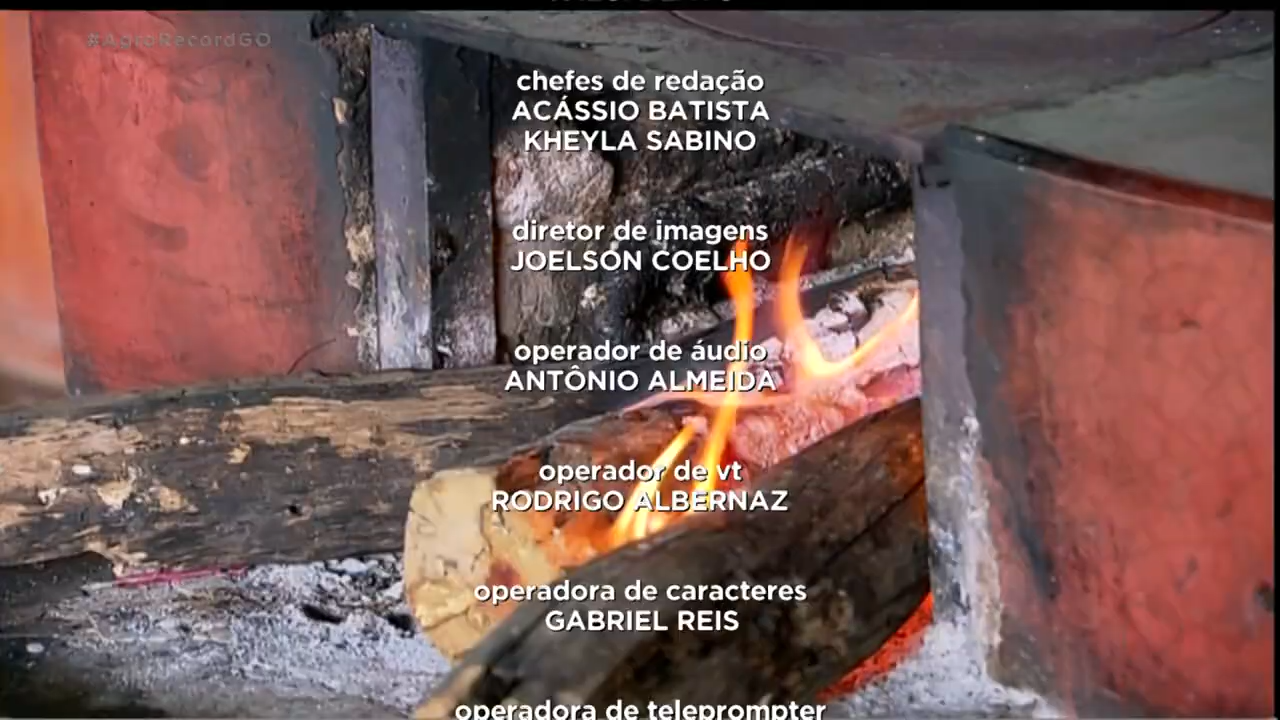 #AgroRecordGO
chefes de redação
ACÁSSIO BATISTA
KHEYLA SABINO
diretor de imagens
JOELSON COELHO
operador de áudio
ANTÔNIO ALMEIDA
operador de vt
RODRIGO ALBERNAZ
operadora de caracteres
GABRIEL REIS
operadora de teleprompter